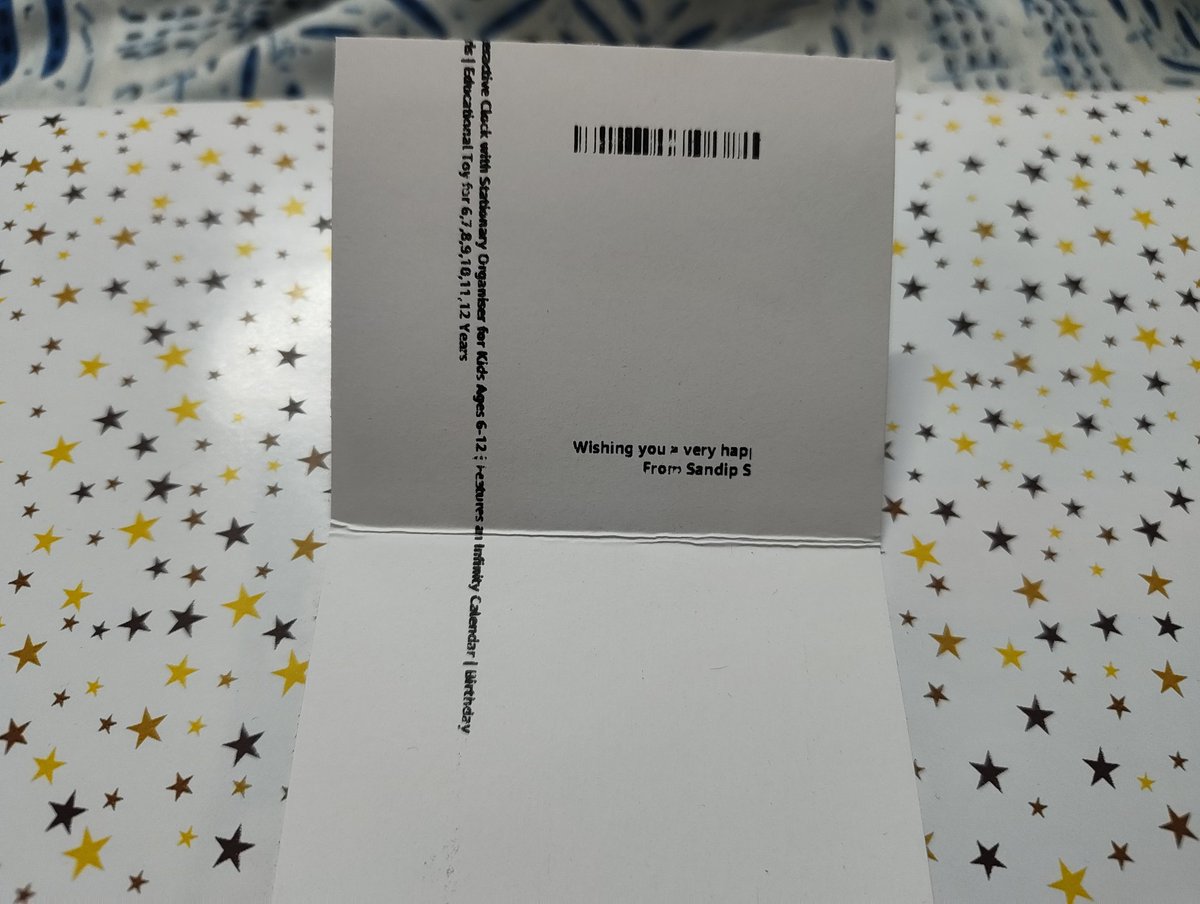 Clock with Stationary Organiser for Kids Ages 6-12 | Features an Infinity Calendar | Birthday
| Educational Toy for 6,7,8,9,10,11,12 Years
Wishing you a very hap
From Sandip S